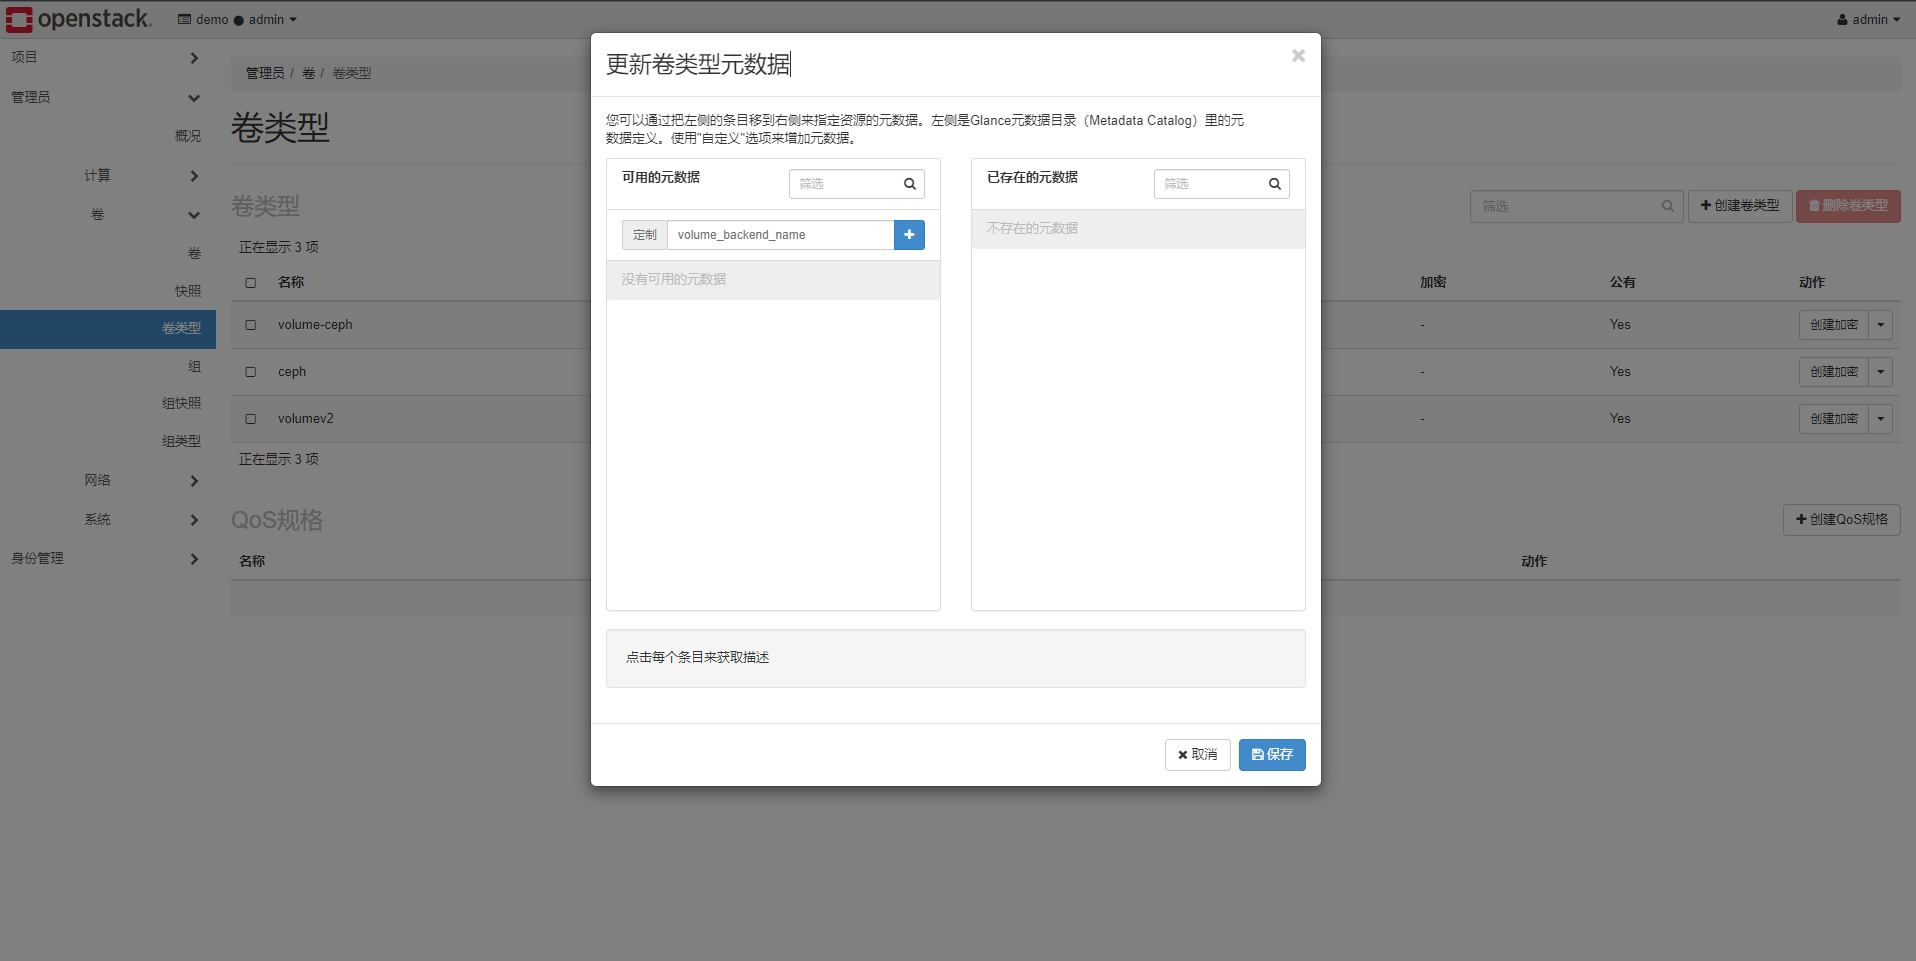 openstack. demo ● admin admin
项目
管理员
概况
计算
卷
卷
快照
卷类型
组
组快照
组类型
网络
系统
身份管理
管理员 / 卷 / 卷类型
卷类型
卷类型
筛选 创建卷类型 删除卷类型
正在显示 3 项
名称 加密 公有 动作
volume-ceph - Yes 创建加密
ceph - Yes 创建加密
volumev2 - Yes 创建加密
正在显示 3 项
QoS规格 创建QoS规格
名称 动作
更新卷类型元数据
您可以通过把左侧的条目移到右侧来指定资源的元数据。左侧是Glance元数据目录（Metadata Catalog）里的元
数据定义。使用"自定义"选项来增加元数据。
可用的元数据 筛选
定制 volume_backend_name
没有可用的元数据
已存在的元数据 筛选
不存在的元数据
点击每个条目来获取描述
取消 保存